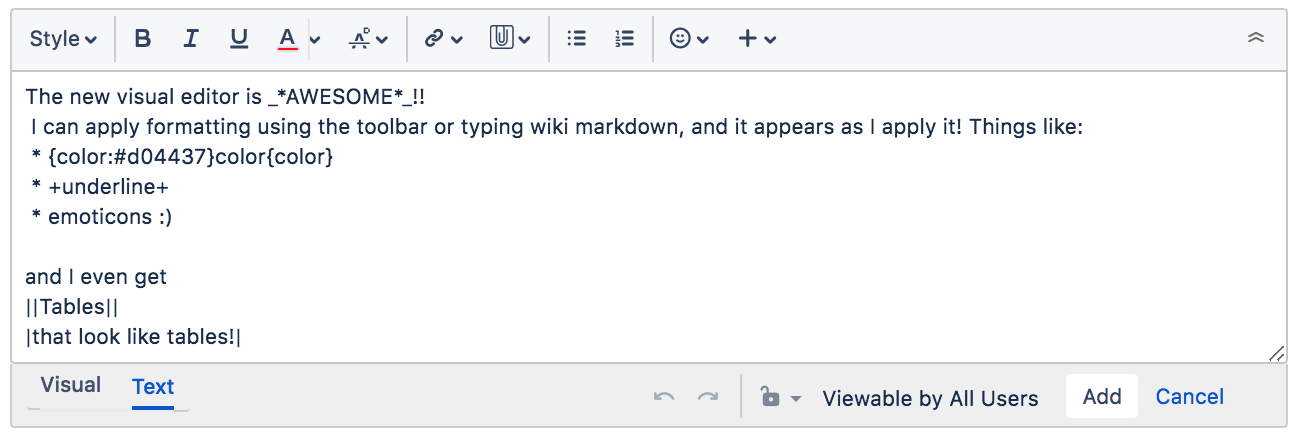 Style B I U A
The new visual editor is _*AWESOME*_!!
I can apply formatting using the toolbar or typing wiki markdown, and it appears as I apply it! Things like:
* {color:#d04437}color{color}
* +underline+
* emoticons :)
and I even get
||Tables||
|that look like tables!|
Visual Text Viewable by All Users Add Cancel